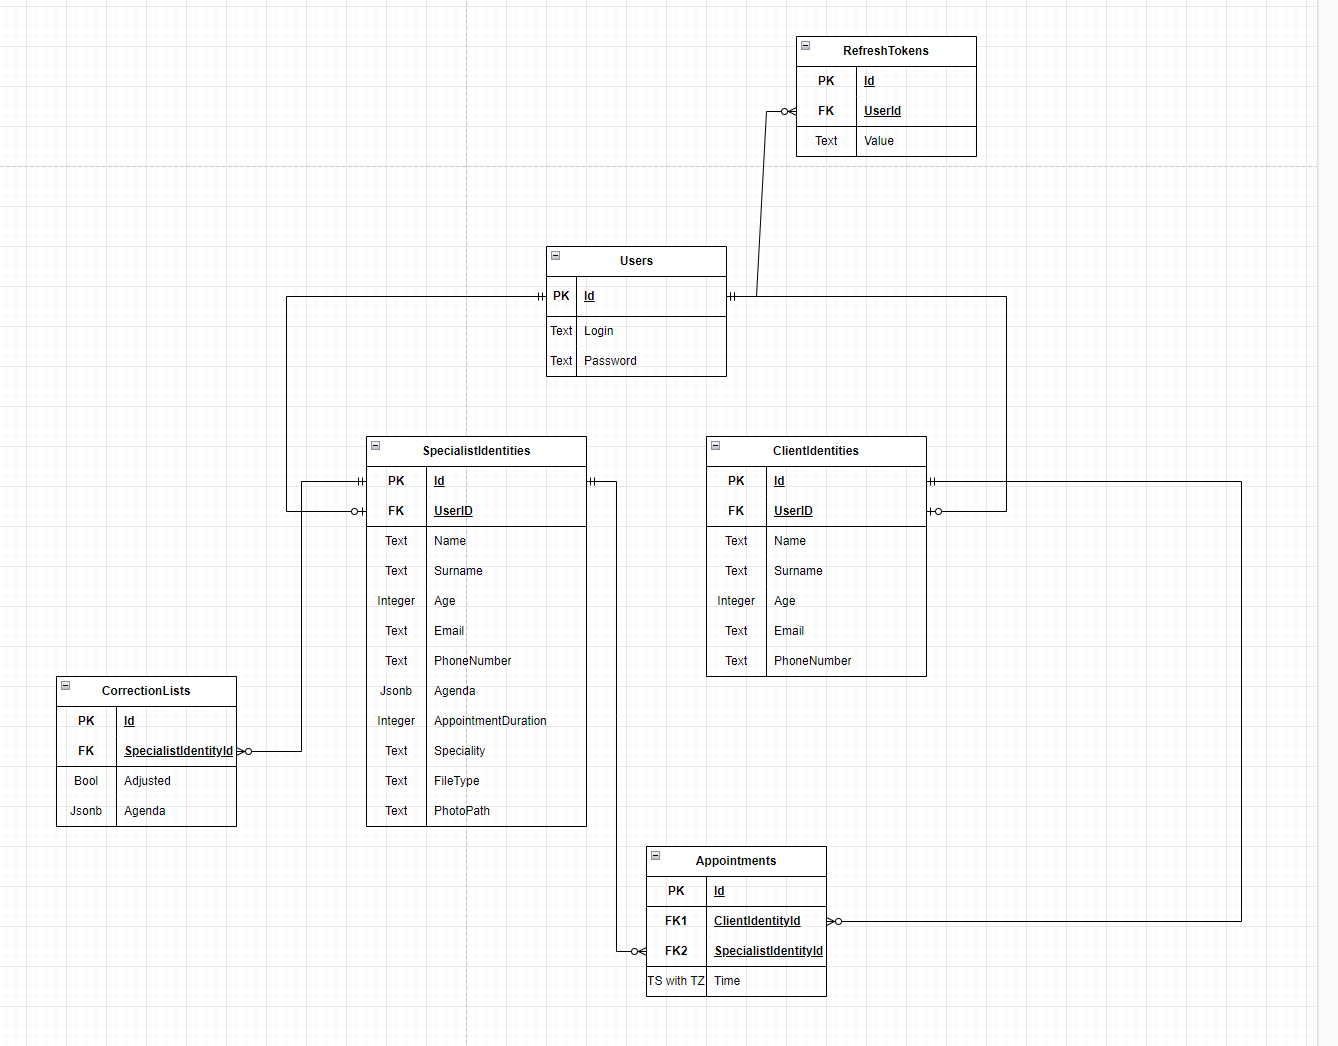 RefreshTokens
PK Id
FK UserId
Text Value
Users
PK Id
Text Login
Text Password
SpecialistIdentities
PK Id
FK UserID
Text Name
Text Surname
Integer Age
Text Email
Text PhoneNumber
Jsonb Agenda
Integer AppointmentDuration
Text Speciality
Text FileType
Text PhotoPath
ClientIdentities
PK Id
FK UserID
Text Name
Text Surname
Integer Age
Text Email
Text PhoneNumber
CorrectionLists
PK Id
FK SpecialistIdentityId
Bool Adjusted
Jsonb Agenda
Appointments
PK Id
FK1 ClientIdentityId
FK2 SpecialistIdentityId
TS with TZ Time